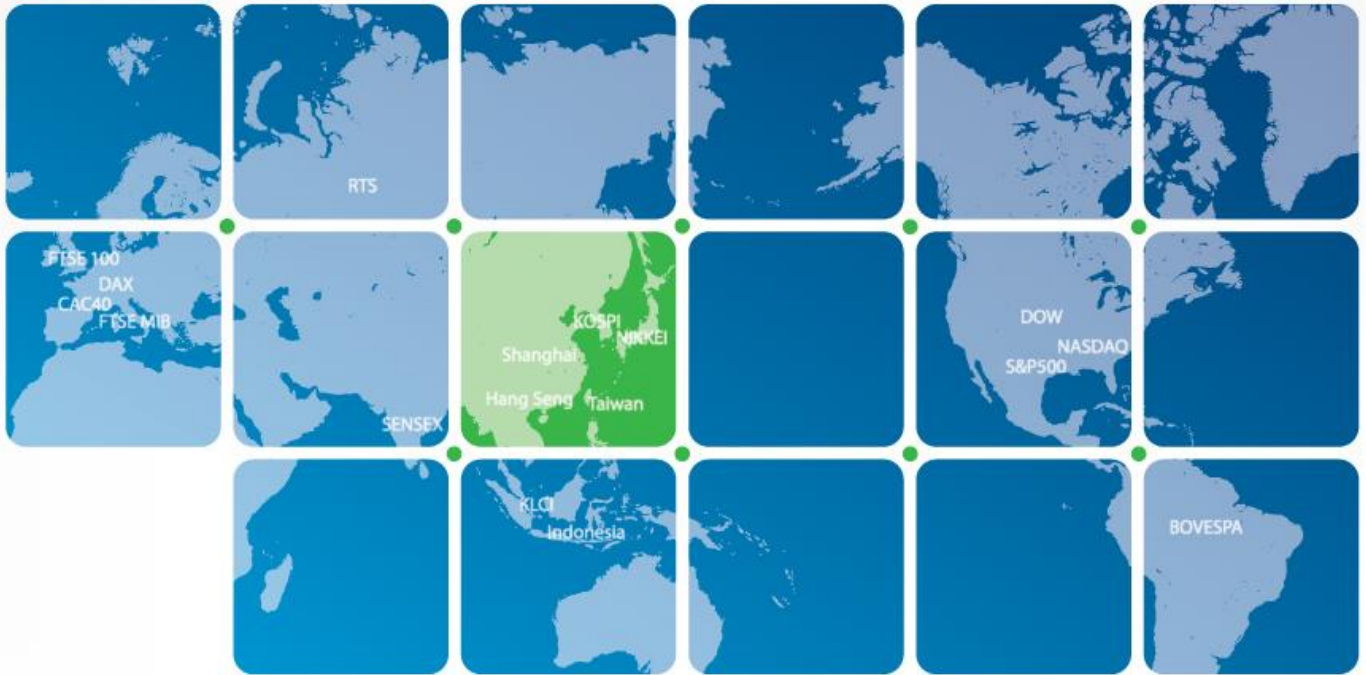 RTS
FTSE 100
DAX
CAC40
FTSE MIB
SENSEX
KOSPI
NIKKEI
Shanghai
Hang Seng
Taiwan
DOW
NASDAQ
S&P500
KLCI
Indonesia
BOVESPA